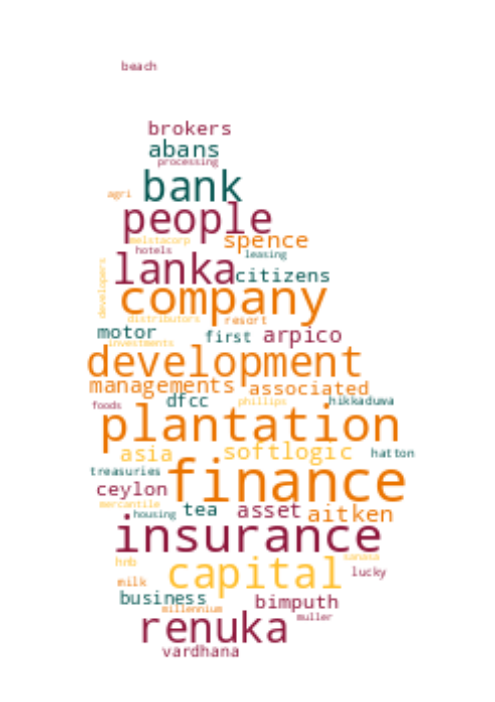 beach
brokers
abans
processing
bank
agri
people
melstacorp
spence
hotels
leasing
lanka
citizens
developers
company
distributors
resort
motor
first
arpico
investments
development
managements
associated
foods
dfcc
phillips
hikkaduwa
plantation
asia
softlogic
hatton
treasuries
finance
ceylon
mercantile
housing
tea
asset
aitken
insurance
hnb
sanasa
capital
lucky
milk
business
millennium
bimputh
muller
renuka
vardhana